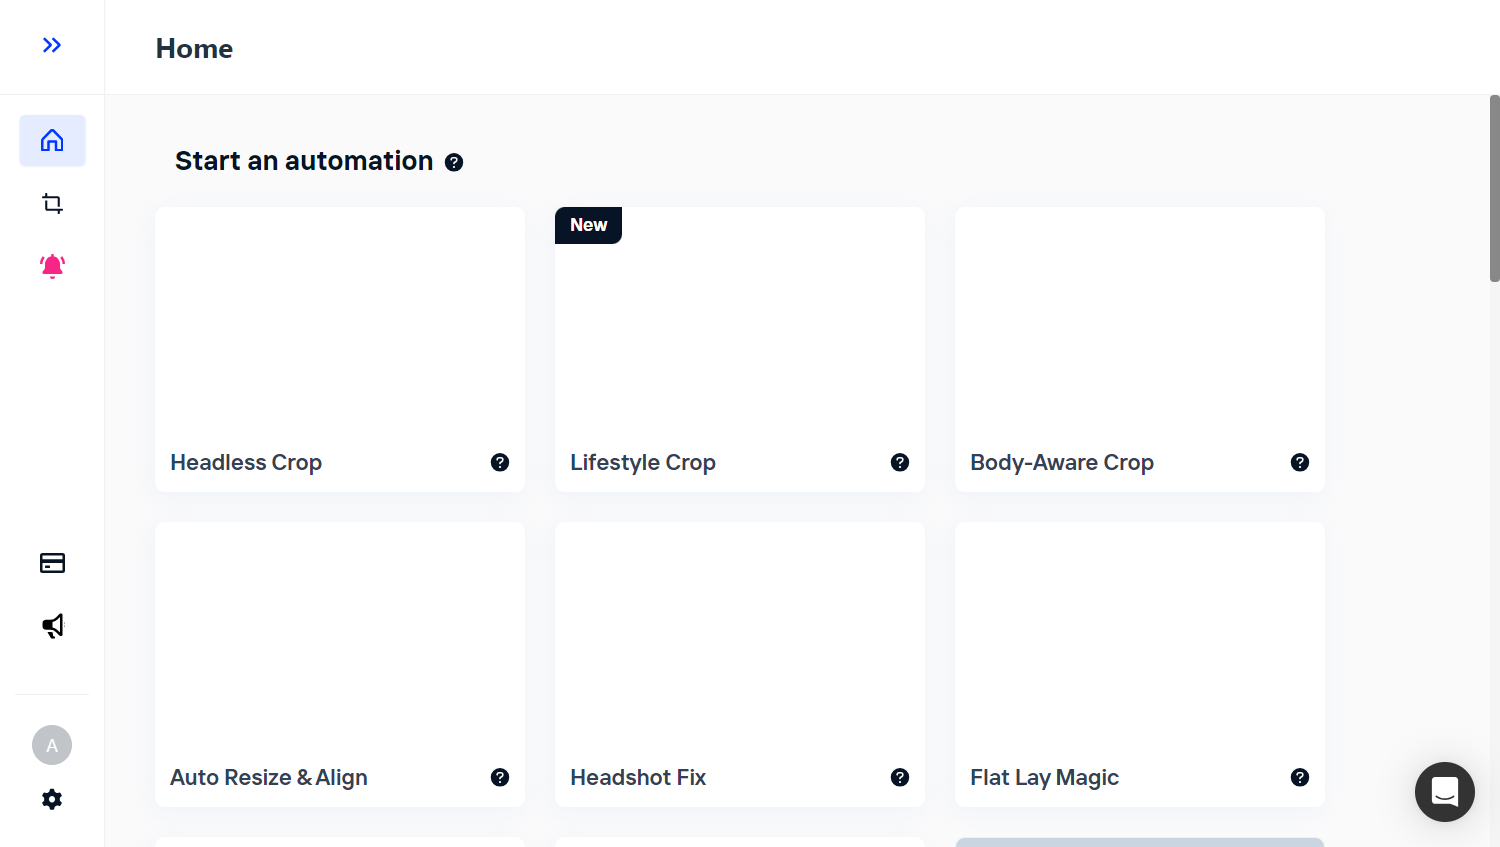 Home
Start an automation
New
Headless Crop
Lifestyle Crop
Body-Aware Crop
Auto Resize & Align
Headshot Fix
Flat Lay Magic
A